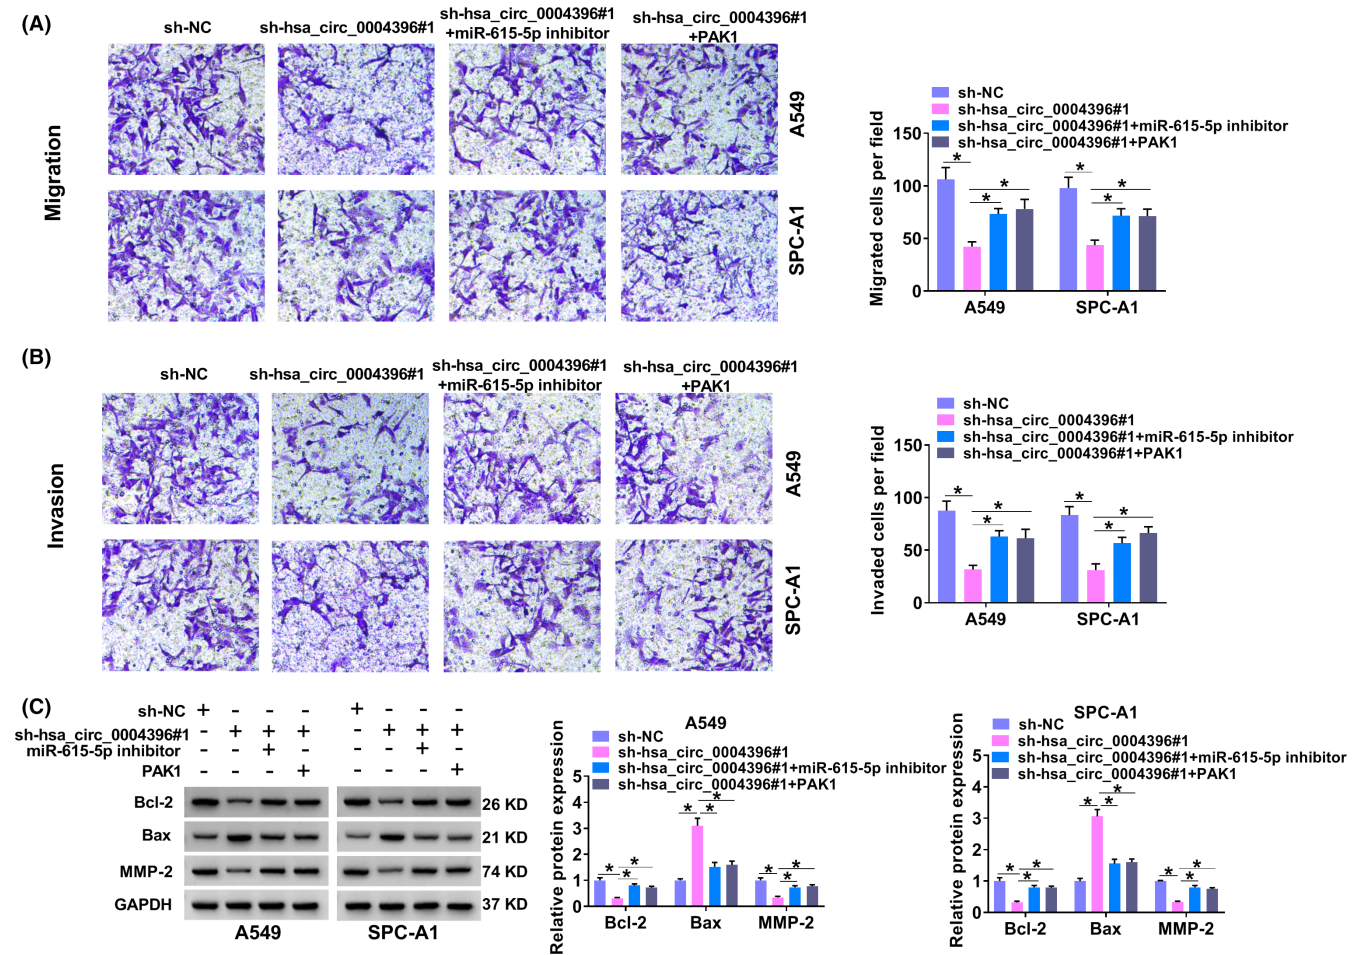 (A)
sh-NC
sh-hsa_circ_0004396#1
sh-hsa_circ_0004396#1
+miR-615-5p inhibitor
sh-hsa_circ_0004396#1
+PAK1
Migration
A549
SPC-A1
sh-NC
sh-hsa_circ_0004396#1
sh-hsa_circ_0004396#1+miR-615-5p inhibitor
sh-hsa_circ_0004396#1+PAK1
Migrated cells per field
150
100
50
0
* * *
* * *
A549
SPC-A1
(B)
sh-NC
sh-hsa_circ_0004396#1
sh-hsa_circ_0004396#1
+miR-615-5p inhibitor
sh-hsa_circ_0004396#1
+PAK1
Invasion
A549
SPC-A1
sh-NC
sh-hsa_circ_0004396#1
sh-hsa_circ_0004396#1+miR-615-5p inhibitor
sh-hsa_circ_0004396#1+PAK1
Invaded cells per field
150
100
50
0
* * *
* * *
A549
SPC-A1
(C)
sh-NC + - - - + - - -
sh-hsa_circ_0004396#1 - + + + - + + +
miR-615-5p inhibitor - - + - - - + -
PAK1 - - - + - - - +
Bcl-2 26 KD
Bax 21 KD
MMP-2 74 KD
GAPDH 37 KD
A549
SPC-A1
A549
sh-NC
sh-hsa_circ_0004396#1
sh-hsa_circ_0004396#1+miR-615-5p inhibitor
sh-hsa_circ_0004396#1+PAK1
Relative protein expression
5
4
3
2
1
0
* * *
* * *
* * *
Bcl-2
Bax
MMP-2
SPC-A1
sh-NC
sh-hsa_circ_0004396#1
sh-hsa_circ_0004396#1+miR-615-5p inhibitor
sh-hsa_circ_0004396#1+PAK1
Relative protein expression
5
4
3
2
1
0
* * *
* * *
* * *
Bcl-2
Bax
MMP-2